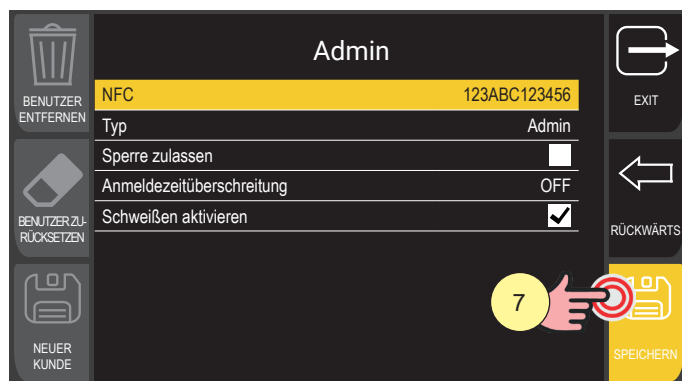 Admin
BENUTZER
ENTFERNEN
NFC 123ABC123456
EXIT
Typ Admin
Sperre zulassen
Anmeldezeitüberschreitung OFF
Schweißen aktivieren
BENUTZER ZU-
RÜCKSETZEN
RÜCKWÄRTS
7
NEUER
KUNDE
SPEICHERN